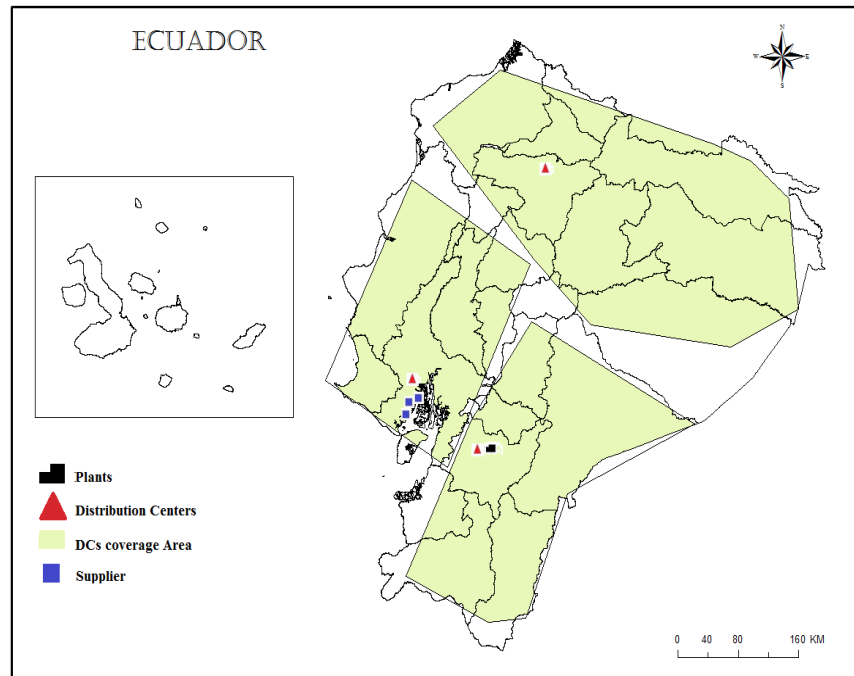 ECUADOR
N
W E
S
Plants
Distribution Centers
DCs coverage Area
Supplier
0 40 80 160 KM